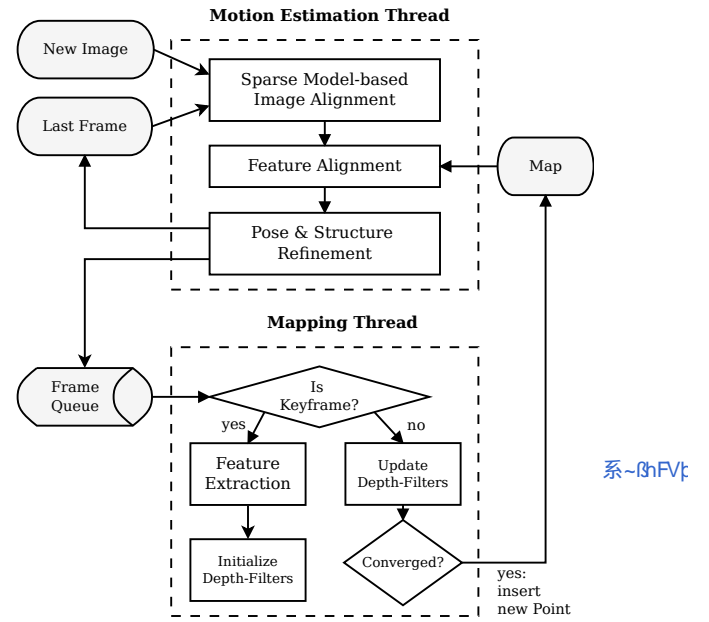 Motion Estimation Thread
New Image
Sparse Model-based
Image Alignment
Last Frame
Feature Alignment
Map
Pose & Structure
Refinement
Mapping Thread
Frame
Queue
Is
Keyframe?
yes
no
Feature
Extraction
Update
Depth-Filters
Initialize
Depth-Filters
Converged?
yes:
insert
new Point